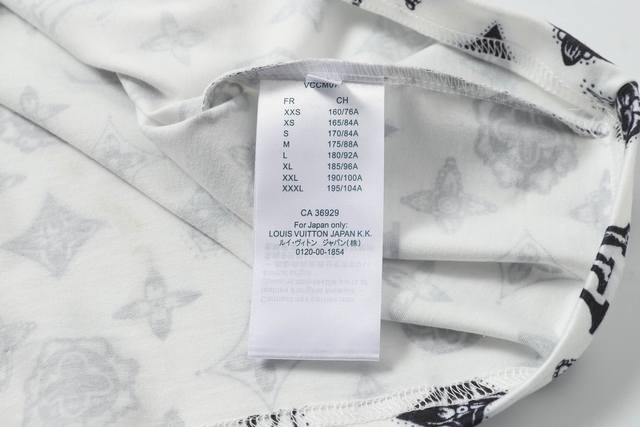 VCCM07
FR CH
XXS 160/76A
XS 165/84A
S 170/84A
M 175/88A
L 180/92A
XL 185/96A
XXL 190/100A
XXXL 195/104A
CA 36929
For Japan only:
LOUIS VUITTON JAPAN K.K.
ルイ・ヴィトン ジャパン(株)
0120-00-1854